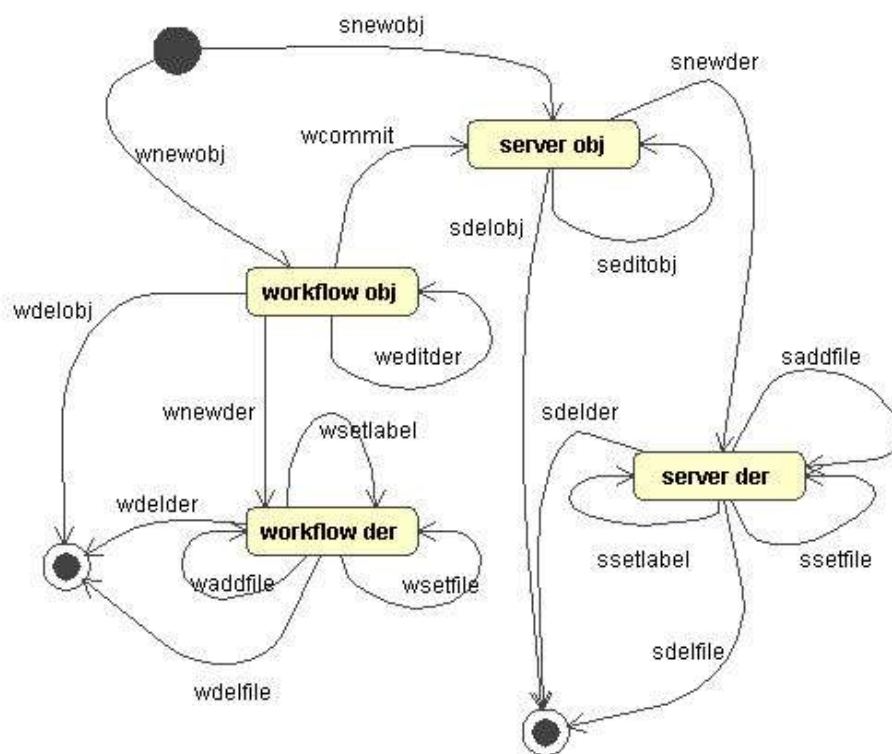 snewobj
snewder
wcommit
server obj
wnewobj
sdelobj
seditobj
workflow obj
wdelobj
weditder
saddfile
wnewder
sdelder
wsetlabel
server der
wdelder
workflow der
ssetlabel
ssetfile
waddfile
wsetfile
sdelfile
wdelfile